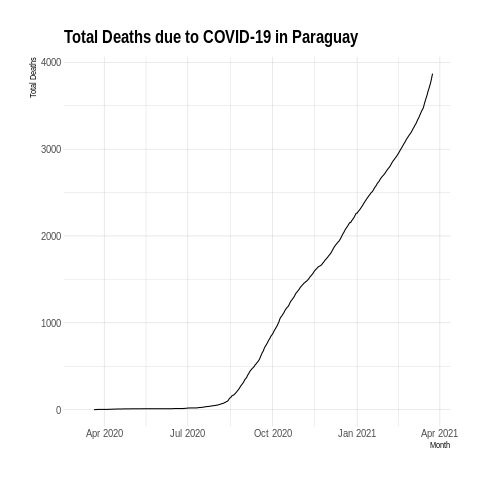 Total Deaths due to COVID-19 in Paraguay
Total Deaths
4000
3000
2000
1000
0
Apr 2020
Jul 2020
Oct 2020
Jan 2021
Apr 2021
Month